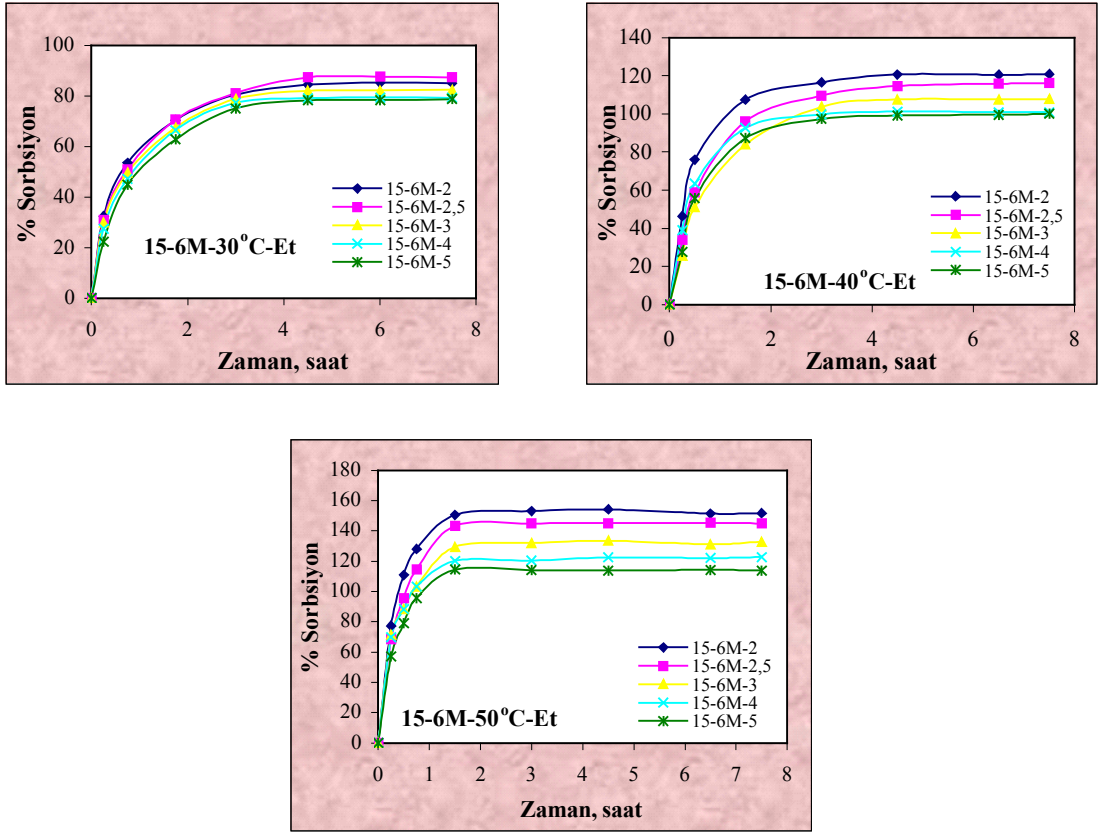 100
80
60
40
20
0
0 2 4 6 8
% Sorbsiyon
Zaman, saat
15-6M-30°C-Et
15-6M-2
15-6M-2,5
15-6M-3
15-6M-4
15-6M-5
140
120
100
80
60
40
20
0
0 2 4 6 8
% Sorbsiyon
Zaman, saat
15-6M-40°C-Et
15-6M-2
15-6M-2,5
15-6M-3
15-6M-4
15-6M-5
180
160
140
120
100
80
60
40
20
0
0 1 2 3 4 5 6 7 8
% Sorbsiyon
Zaman, saat
15-6M-50°C-Et
15-6M-2
15-6M-2,5
15-6M-3
15-6M-4
15-6M-5